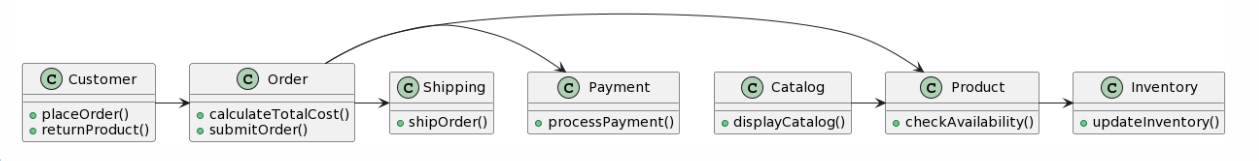 C Customer
placeOrder()
returnProduct()
C Order
calculateTotalCost()
submitOrder()
C Shipping
shipOrder()
C Payment
processPayment()
C Catalog
displayCatalog()
C Product
checkAvailability()
C Inventory
updateInventory()